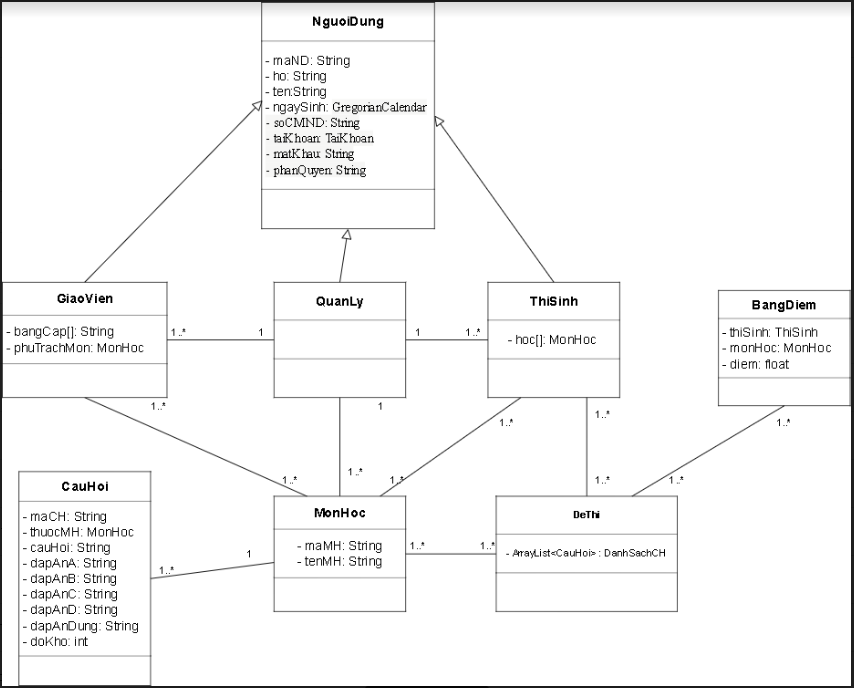 NguoiDung
- maND: String
- ho: String
- ten:String
- ngaySinh: GregorianCalendar
- soCMND: String
- taiKhoan: TaiKhoan
- matKhau: String
- phanQuyen: String
GiaoVien
- bangCap[]: String
- phuTrachMon: MonHoc
1..*
1
QuanLy
1
1..*
ThiSinh
- hoc[]: MonHoc
BangDiem
- thiSinh: ThiSinh
- monHoc: MonHoc
- diem: float
1..*
1
1..*
1..*
1..*
1..*
1..*
1..*
1..*
1..*
CauHoi
- maCH: String
- thuocMH: MonHoc
- cauHoi: String
- dapAnA: String
- dapAnB: String
- dapAnC: String
- dapAnD: String
- dapAnDung: String
- doKho: int
1..*
1
MonHoc
- maMH: String
- tenMH: String
1..*
1..*
DeThi
- ArrayList<CauHoi> : DanhSachCH